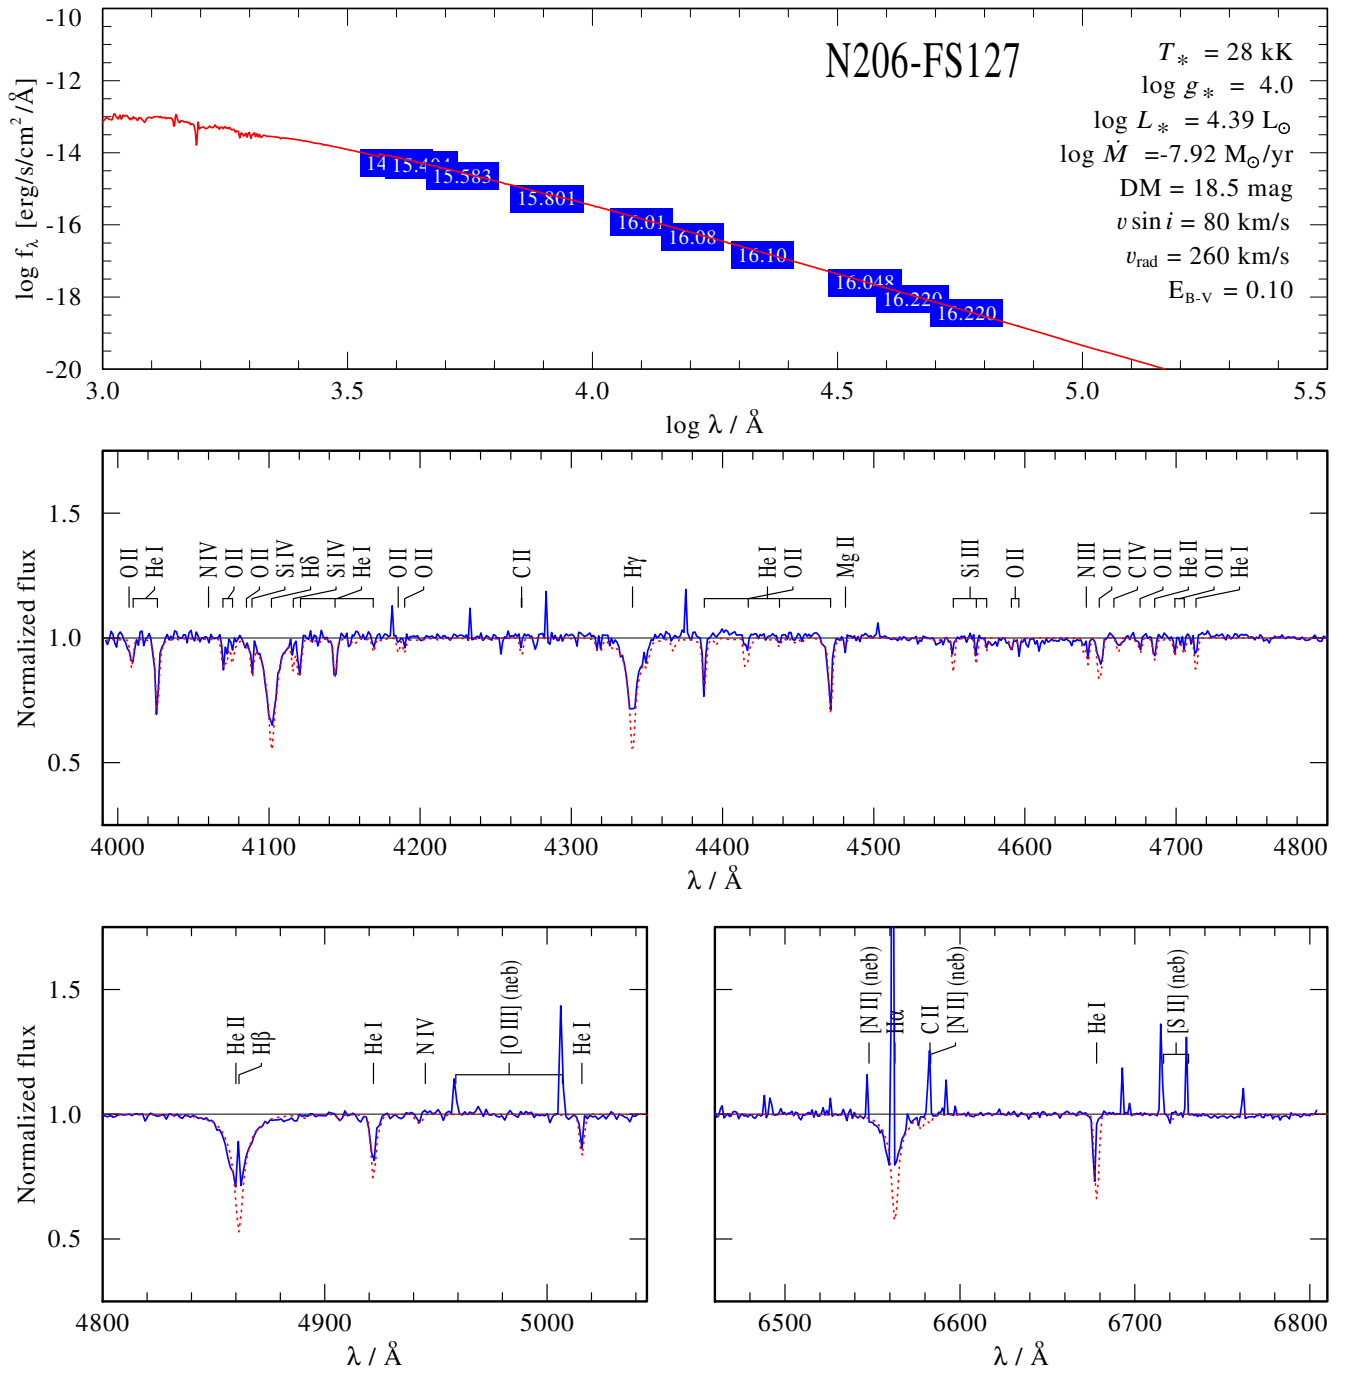 N206-FS127
T* = 28 kK
log g* = 4.0
log L* = 4.39 L⊙
log Ṁ =-7.92 M⊙/yr
DM = 18.5 mag
v sin i = 80 km/s
vrad = 260 km/s
EB-V = 0.10
log fλ [erg/s/cm²/Å]
-10
-12
-14
-16
-18
-20
15.583
15.801
16.01
16.08
16.10
16.048
16.220
16.220
3.0 3.5 4.0 4.5 5.0 5.5
log λ / Å
Normalized flux
1.5
1.0
0.5
O II He I N IV O II O II Si IV Hδ Si IV He I O II O II C II Hγ He I O II Mg II Si III O II N III O II C IV O II He II O II He I
4000 4100 4200 4300 4400 4500 4600 4700 4800
λ / Å
Normalized flux
1.5
1.0
0.5
He II Hβ He I N IV [O III] (neb) He I
4800 4900 5000
λ / Å
[N II] (neb) Hα C II [N II] (neb) He I [S II] (neb)
6500 6600 6700 6800
λ / Å